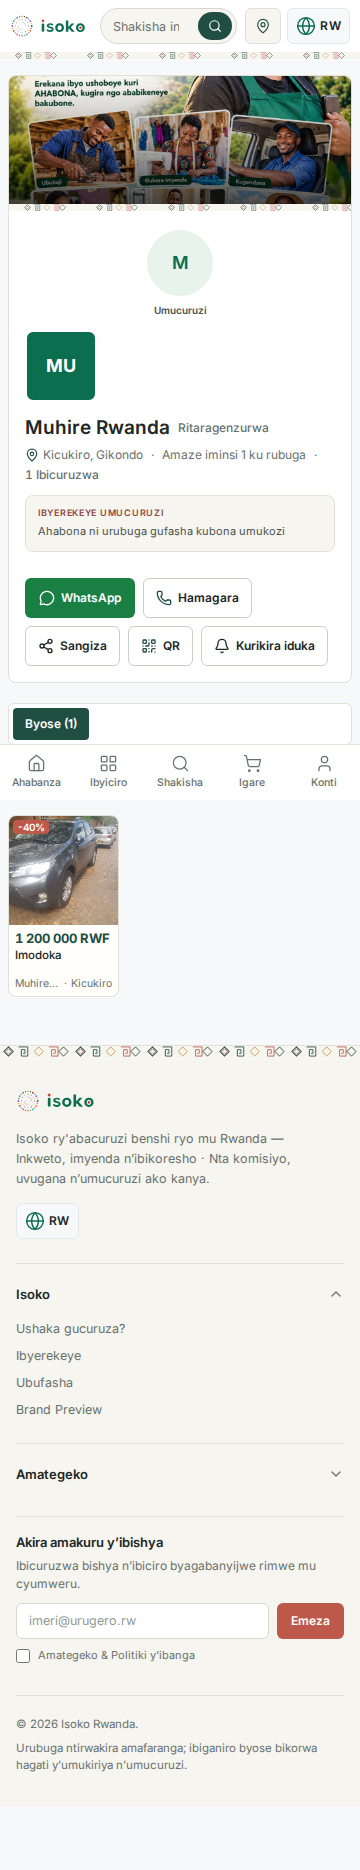 isoko
Shakisha in
RW
Erekana ibyo ushoboye kuri
AHABONA, kugira ngo ababikeneye
bakubone.
Ububaji
Gukora imyenda
Kogendana
M
Umucuruzi
MU
Muhire Rwanda Ritaragenzurwa
Kicukiro, Gikondo · Amaze iminsi 1 ku rubuga ·
1 Ibicuruzwa
IBYEREKEYE UMUCURUZI
Ahabona ni urubuga gufasha kubona umukozi
WhatsApp
Hamagara
Sangiza
QR
Kurikira iduka
Byose (1)
Ahabanza
Ibyiciro
Shakisha
Igare
Konti
-40%
1 200 000 RWF
Imodoka
Muhire... · Kicukiro
isoko
Isoko ry'abacuruzi benshi ryo mu Rwanda —
Inkweto, imyenda n'ibikoresho · Nta komisiyo,
uvugana n'umucuruzi ako kanya.
RW
Isoko
Ushaka gucuruza?
Ibyerekeye
Ubufasha
Brand Preview
Amategeko
Akira amakuru y'ibishya
Ibicuruzwa bishya n'ibiciro byagabanyijwe rimwe mu
cyumweru.
imeri@urugero.rw
Emeza
Amategeko & Politiki y'ibanga
© 2026 Isoko Rwanda.
Urubuga ntirwakira amafaranga; ibiganiro byose bikorwa
hagati y'umukiriya n'umucuruzi.